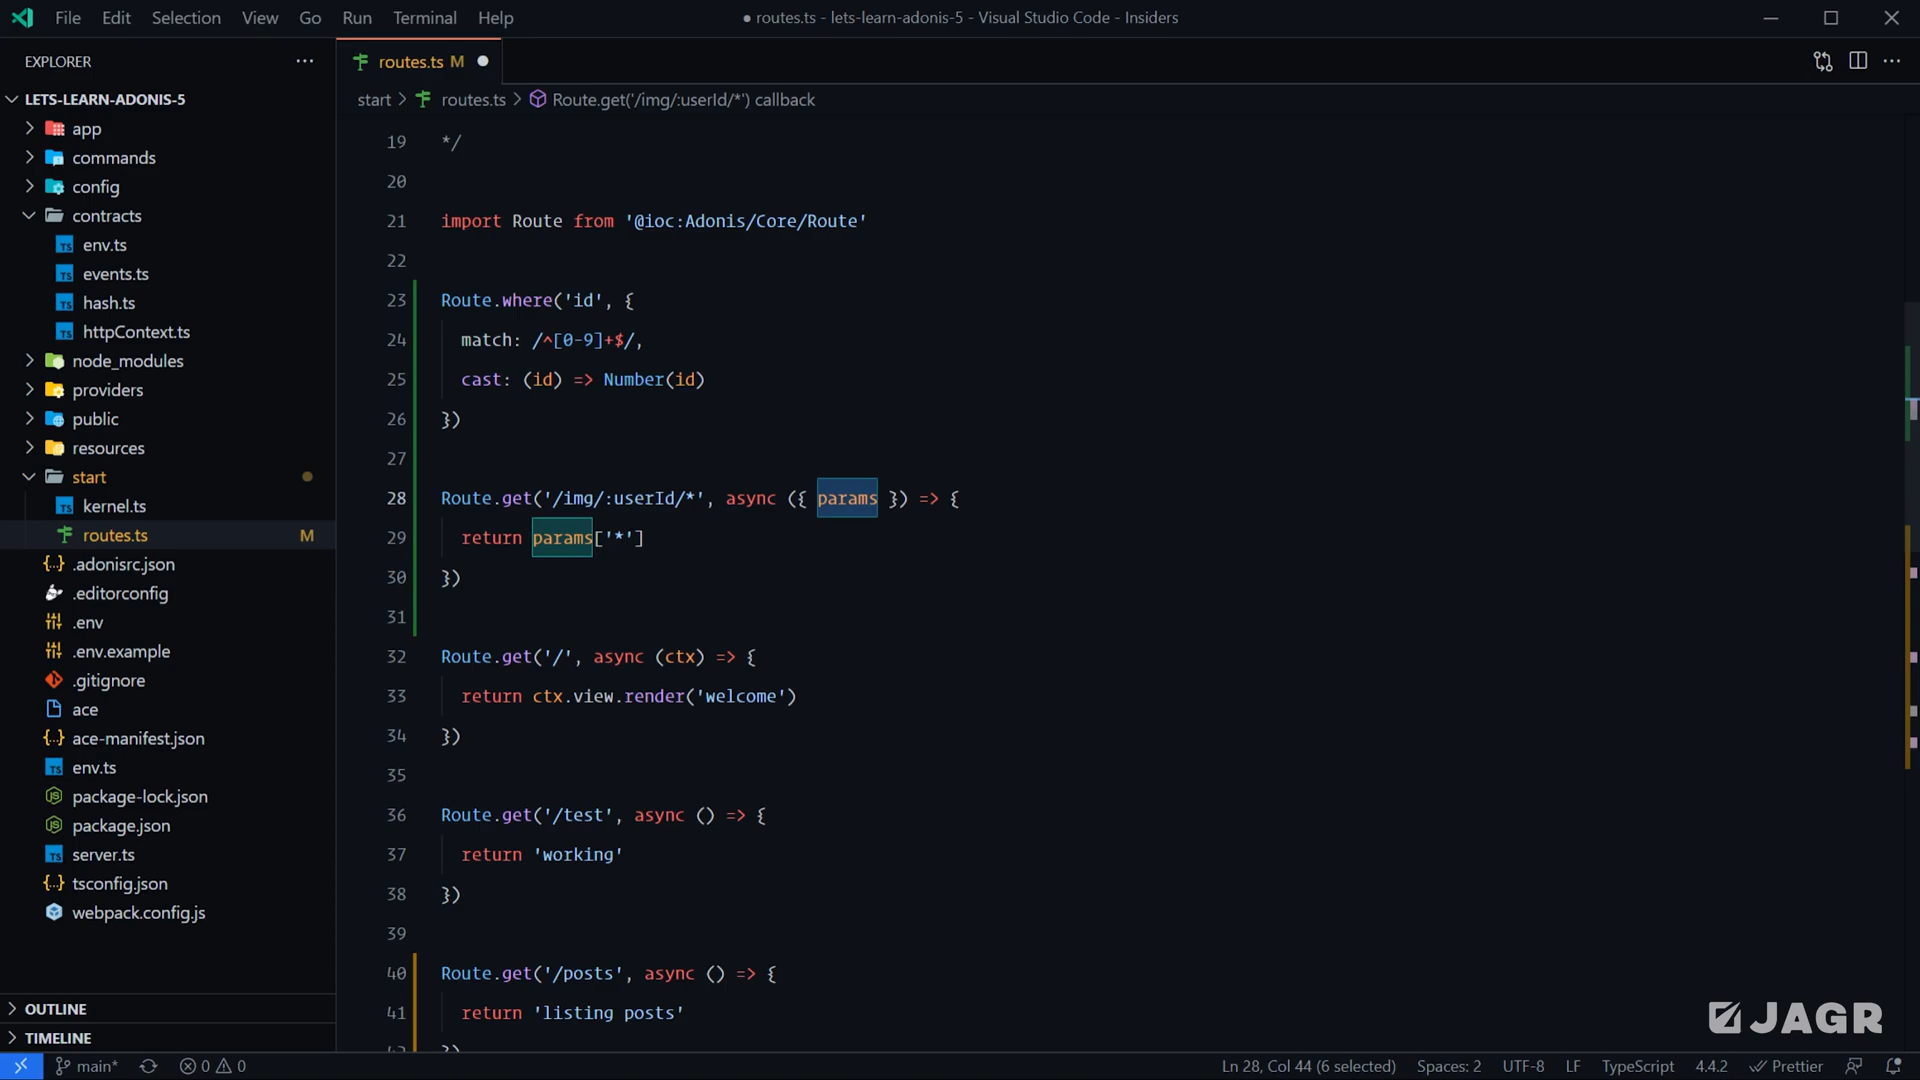 File Edit Selection View Go Run Terminal Help
● routes.ts - lets-learn-adonis-5 - Visual Studio Code - Insiders
EXPLORER
LETS-LEARN-ADONIS-5
app
commands
config
contracts
env.ts
events.ts
hash.ts
httpContext.ts
node_modules
providers
public
resources
start
kernel.ts
routes.ts M
.adonisrc.json
.editorconfig
.env
.env.example
.gitignore
ace
ace-manifest.json
env.ts
package-lock.json
package.json
server.ts
tsconfig.json
webpack.config.js
OUTLINE
TIMELINE
routes.ts M
start > routes.ts > Route.get('/img/:userId/*') callback
19 */
20
21 import Route from '@ioc:Adonis/Core/Route'
22
23 Route.where('id', {
24 match: /^[0-9]+$/,
25 cast: (id) => Number(id)
26 })
27
28 Route.get('/img/:userId/*', async ({ params }) => {
29 return params['*']
30 })
31
32 Route.get('/', async (ctx) => {
33 return ctx.view.render('welcome')
34 })
35
36 Route.get('/test', async () => {
37 return 'working'
38 })
39
40 Route.get('/posts', async () => {
41 return 'listing posts'
JAGR
main* 0 0 Ln 28, Col 44 (6 selected) Spaces: 2 UTF-8 LF TypeScript 4.4.2 Prettier